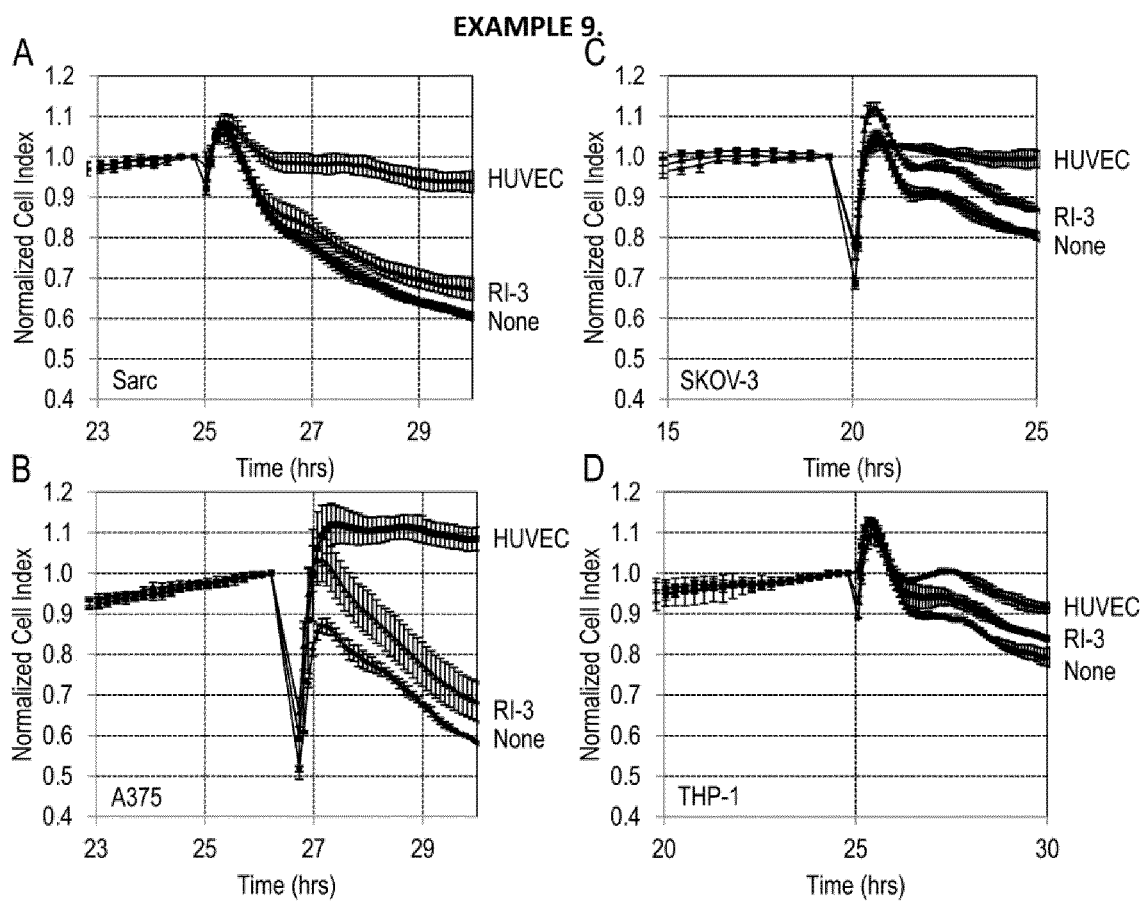 EXAMPLE 9.
A
Normalized Cell Index
1.2
1.1
1.0
0.9
0.8
0.7
0.6
0.5
0.4
HUVEC
RI-3
None
Sarc
23 25 27 29
Time (hrs)
C
Normalized Cell Index
1.2
1.1
1.0
0.9
0.8
0.7
0.6
0.5
0.4
HUVEC
RI-3
None
SKOV-3
15 20 25
Time (hrs)
B
Normalized Cell Index
1.2
1.1
1.0
0.9
0.8
0.7
0.6
0.5
0.4
HUVEC
RI-3
None
A375
23 25 27 29
Time (hrs)
D
Normalized Cell Index
1.2
1.1
1.0
0.9
0.8
0.7
0.6
0.5
0.4
HUVEC
RI-3
None
THP-1
20 25 30
Time (hrs)